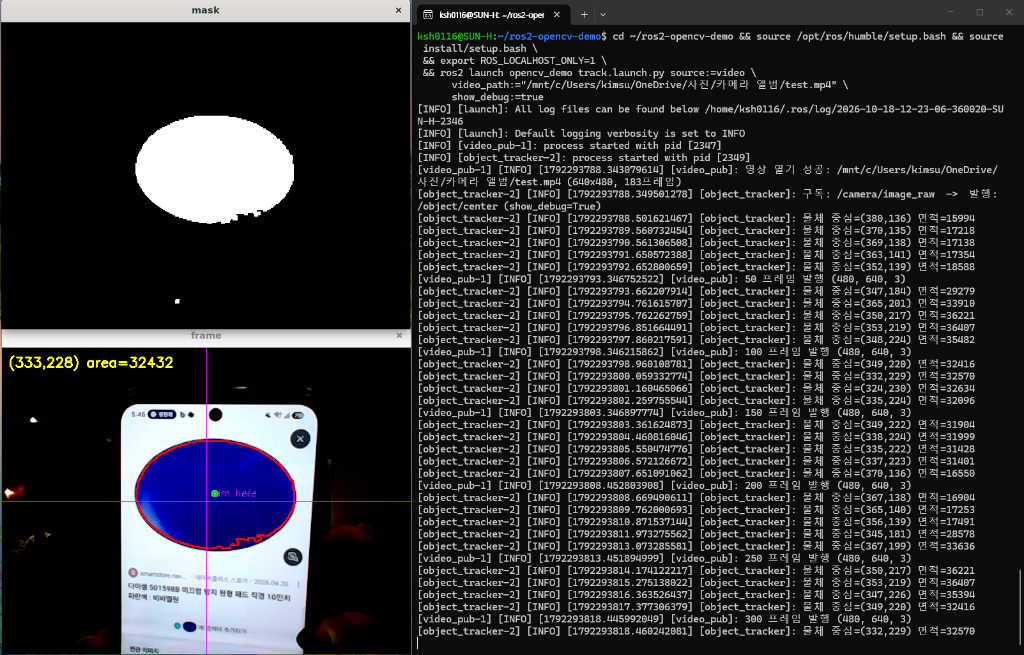 mask
frame
(333,228) area=32432
5:46
aim here
2026.04.20.
다이쏭 501598B 미끄럼 방지 원형 패드 직경 10인치
ksh0116@SUN-H: ~/ros2-oper
ksh0116@SUN-H:~/ros2-opencv-demo$ cd ~/ros2-opencv-demo && source /opt/ros/humble/setup.bash && source
install/setup.bash \
&& export ROS_LOCALHOST_ONLY=1 \
&& ros2 launch opencv_demo track.launch.py source:=video \
video_path:="/mnt/c/Users/kimsu/OneDrive/사진/카메라 앨범/test.mp4" \
show_debug:=true
[INFO] [launch]: All log files can be found below /home/ksh0116/.ros/log/2026-10-18-12-23-06-360020-SU
N-H-2346
[INFO] [launch]: Default logging verbosity is set to INFO
[INFO] [video_pub-1]: process started with pid [2347]
[INFO] [object_tracker-2]: process started with pid [2349]
[video_pub-1] [INFO] [1792293788.343079614] [video_pub]: 영상 열기 성공: /mnt/c/Users/kimsu/OneDrive/
사진/카메라 앨범/test.mp4 (640x480, 183프레임)
[object_tracker-2] [INFO] [1792293788.349501278] [object_tracker]: 구독: /camera/image_raw -> 발행:
/object/center (show_debug=True)
[object_tracker-2] [INFO] [1792293788.501621467] [object_tracker]: 물체 중심=(380,136) 면적=15994
[object_tracker-2] [INFO] [1792293789.560732454] [object_tracker]: 물체 중심=(370,135) 면적=17218
[object_tracker-2] [INFO] [1792293790.561306508] [object_tracker]: 물체 중심=(369,138) 면적=17138
[object_tracker-2] [INFO] [1792293791.650572388] [object_tracker]: 물체 중심=(363,141) 면적=17354
[object_tracker-2] [INFO] [1792293792.652800659] [object_tracker]: 물체 중심=(352,139) 면적=18588
[video_pub-1] [INFO] [1792293793.346752522] [video_pub]: 50 프레임 발행 (480, 640, 3)
[object_tracker-2] [INFO] [1792293793.662207914] [object_tracker]: 물체 중심=(347,184) 면적=29279
[object_tracker-2] [INFO] [1792293794.761615707] [object_tracker]: 물체 중심=(365,201) 면적=33910
[object_tracker-2] [INFO] [1792293795.762262759] [object_tracker]: 물체 중심=(350,217) 면적=36221
[object_tracker-2] [INFO] [1792293796.851664491] [object_tracker]: 물체 중심=(353,219) 면적=36407
[object_tracker-2] [INFO] [1792293797.860217591] [object_tracker]: 물체 중심=(348,224) 면적=35482
[video_pub-1] [INFO] [1792293798.346215862] [video_pub]: 100 프레임 발행 (480, 640, 3)
[object_tracker-2] [INFO] [1792293798.960108781] [object_tracker]: 물체 중심=(349,229) 면적=32416
[object_tracker-2] [INFO] [1792293800.059332774] [object_tracker]: 물체 중심=(332,229) 면적=32570
[object_tracker-2] [INFO] [1792293801.160465066] [object_tracker]: 물체 중심=(324,230) 면적=32634
[object_tracker-2] [INFO] [1792293802.259755544] [object_tracker]: 물체 중심=(335,224) 면적=32096
[video_pub-1] [INFO] [1792293803.346897774] [video_pub]: 150 프레임 발행 (480, 640, 3)
[object_tracker-2] [INFO] [1792293803.361624873] [object_tracker]: 물체 중심=(349,222) 면적=31904
[object_tracker-2] [INFO] [1792293804.460816046] [object_tracker]: 물체 중심=(338,224) 면적=31999
[object_tracker-2] [INFO] [1792293805.550474776] [object_tracker]: 물체 중심=(335,222) 면적=31428
[object_tracker-2] [INFO] [1792293806.572126672] [object_tracker]: 물체 중심=(337,223) 면적=31401
[object_tracker-2] [INFO] [1792293807.651091062] [object_tracker]: 물체 중심=(370,136) 면적=16550
[video_pub-1] [INFO] [1792293808.452803908] [video_pub]: 200 프레임 발행 (480, 640, 3)
[object_tracker-2] [INFO] [1792293808.669490611] [object_tracker]: 물체 중심=(367,138) 면적=16904
[object_tracker-2] [INFO] [1792293809.762000693] [object_tracker]: 물체 중심=(365,140) 면적=17253
[object_tracker-2] [INFO] [1792293810.871537144] [object_tracker]: 물체 중심=(356,139) 면적=17491
[object_tracker-2] [INFO] [1792293811.973275562] [object_tracker]: 물체 중심=(345,181) 면적=28578
[object_tracker-2] [INFO] [1792293813.073285581] [object_tracker]: 물체 중심=(367,199) 면적=33636
[video_pub-1] [INFO] [1792293813.451894999] [video_pub]: 250 프레임 발행 (480, 640, 3)
[object_tracker-2] [INFO] [1792293814.174122217] [object_tracker]: 물체 중심=(350,217) 면적=36221
[object_tracker-2] [INFO] [1792293815.275138022] [object_tracker]: 물체 중심=(353,219) 면적=36407
[object_tracker-2] [INFO] [1792293816.363526437] [object_tracker]: 물체 중심=(347,226) 면적=35394
[object_tracker-2] [INFO] [1792293817.377306379] [object_tracker]: 물체 중심=(349,229) 면적=32416
[video_pub-1] [INFO] [1792293818.445992049] [video_pub]: 300 프레임 발행 (480, 640, 3)
[object_tracker-2] [INFO] [1792293818.460242081] [object_tracker]: 물체 중심=(332,229) 면적=32570